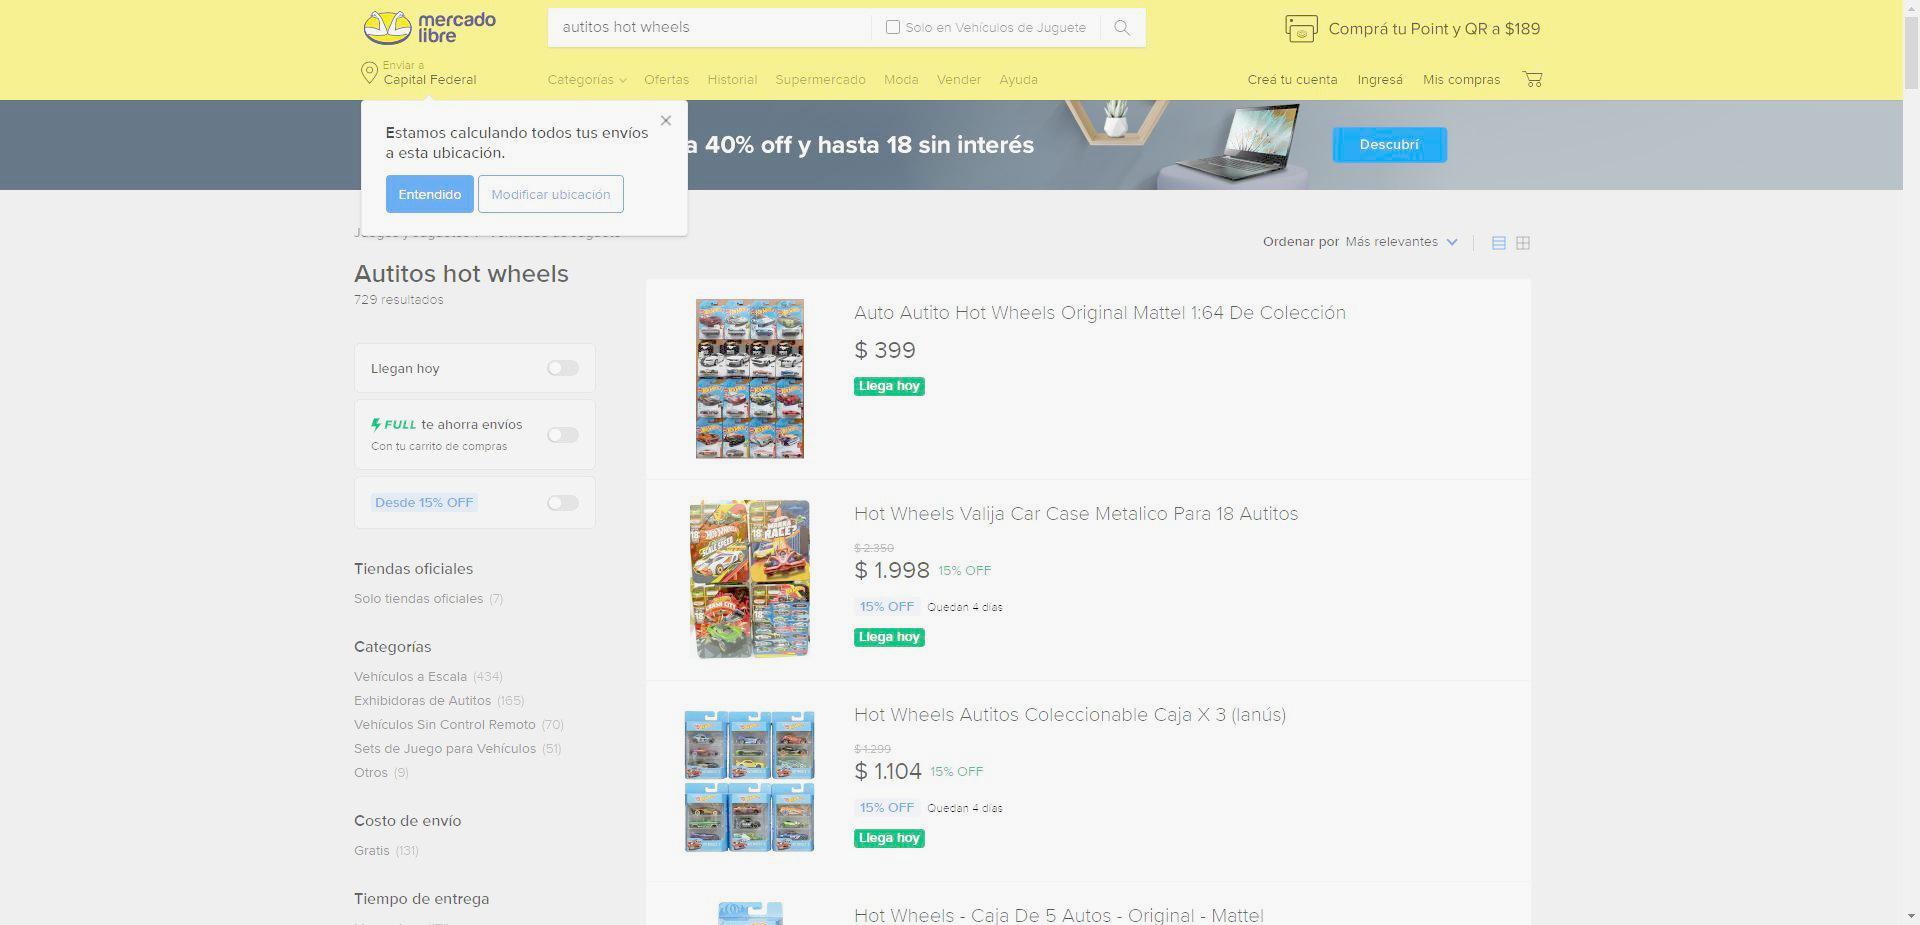 mercado
libre
autitos hot wheels
Solo en Vehículos de Juguete
Comprá tu Point y QR a $189
Enviar a
Capital Federal
Categorías
Ofertas
Historial
Supermercado
Moda
Vender
Ayuda
Creá tu cuenta
Ingresá
Mis compras
Estamos calculando todos tus envíos
a esta ubicación.
Entendido
Modificar ubicación
a 40% off y hasta 18 sin interés
Descubrí
Ordenar por Más relevantes
Autitos hot wheels
729 resultados
Llegan hoy
FULL te ahorra envíos
Con tu carrito de compras
Desde 15% OFF
Tiendas oficiales
Solo tiendas oficiales (7)
Categorías
Vehículos a Escala (434)
Exhibidoras de Autitos (165)
Vehículos Sin Control Remoto (70)
Sets de Juego para Vehículos (51)
Otros (9)
Costo de envío
Gratis (131)
Tiempo de entrega
Auto Autito Hot Wheels Original Mattel 1:64 De Colección
$ 399
Llega hoy
Hot Wheels Valija Car Case Metalico Para 18 Autitos
$ 2.350
$ 1.998 15% OFF
15% OFF Quedan 4 días
Llega hoy
Hot Wheels Autitos Coleccionable Caja X 3 (lanús)
$ 1.299
$ 1.104 15% OFF
15% OFF Quedan 4 días
Llega hoy
Hot Wheels - Caja De 5 Autos - Original - Mattel